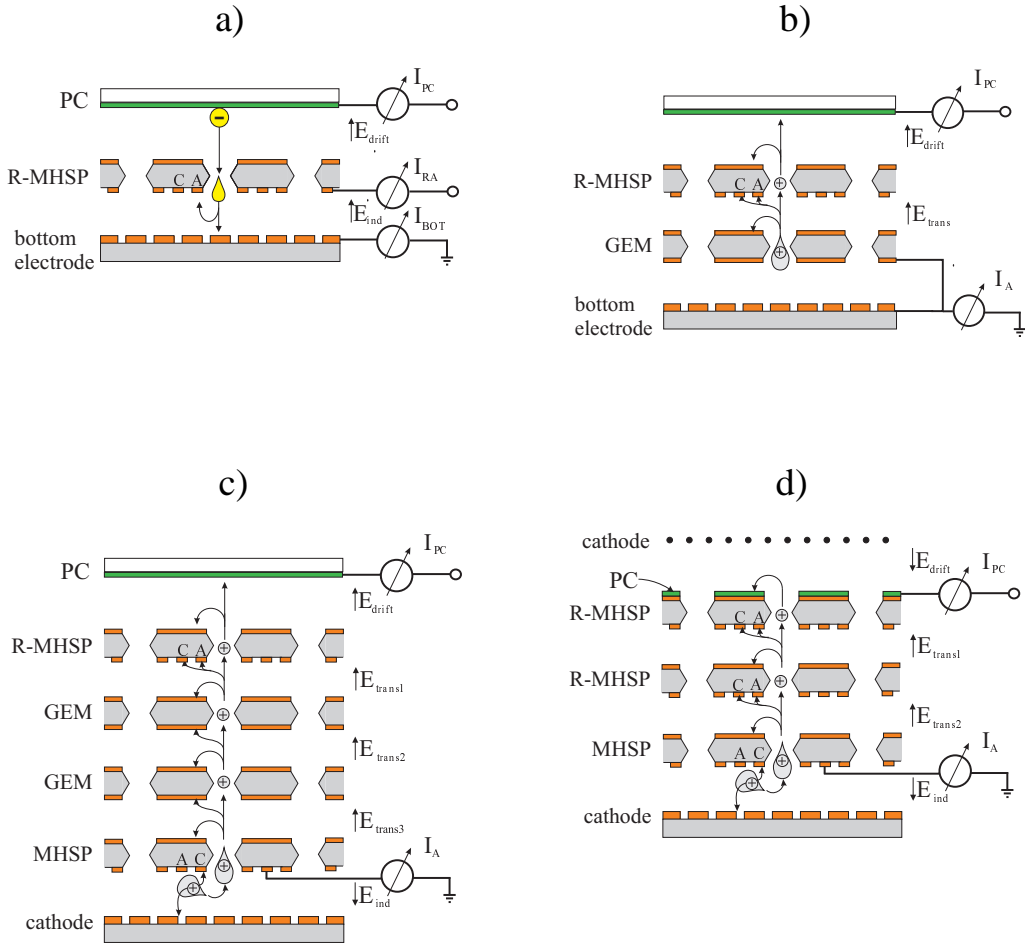 a)
PC
I_PC
E_drift
R-MHSP
C A
I_RA
E_ind
I_BOT
bottom
electrode
b)
I_PC
E_drift
R-MHSP
C A
E_trans
GEM
I_A
bottom
electrode
c)
PC
I_PC
E_drift
R-MHSP
C A
E_trans1
GEM
E_trans2
GEM
E_trans3
MHSP
A C
I_A
E_ind
cathode
d)
cathode
E_drift
I_PC
PC
R-MHSP
C A
E_trans1
R-MHSP
C A
E_trans2
MHSP
A C
I_A
E_ind
cathode